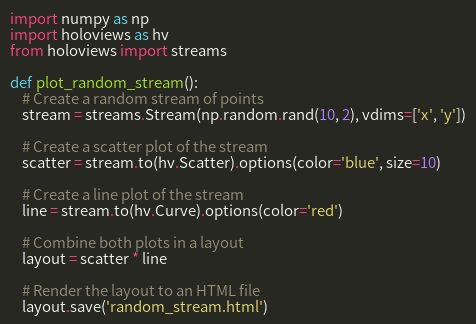 import numpy as np
import holoviews as hv
from holoviews import streams

def plot_random_stream():
    # Create a random stream of points
    stream = streams.Stream(np.random.rand(10, 2), vdims=['x', 'y'])

    # Create a scatter plot of the stream
    scatter = stream.to(hv.Scatter).options(color='blue', size=10)

    # Create a line plot of the stream
    line = stream.to(hv.Curve).options(color='red')

    # Combine both plots in a layout
    layout = scatter * line

    # Render the layout to an HTML file
    layout.save('random_stream.html')